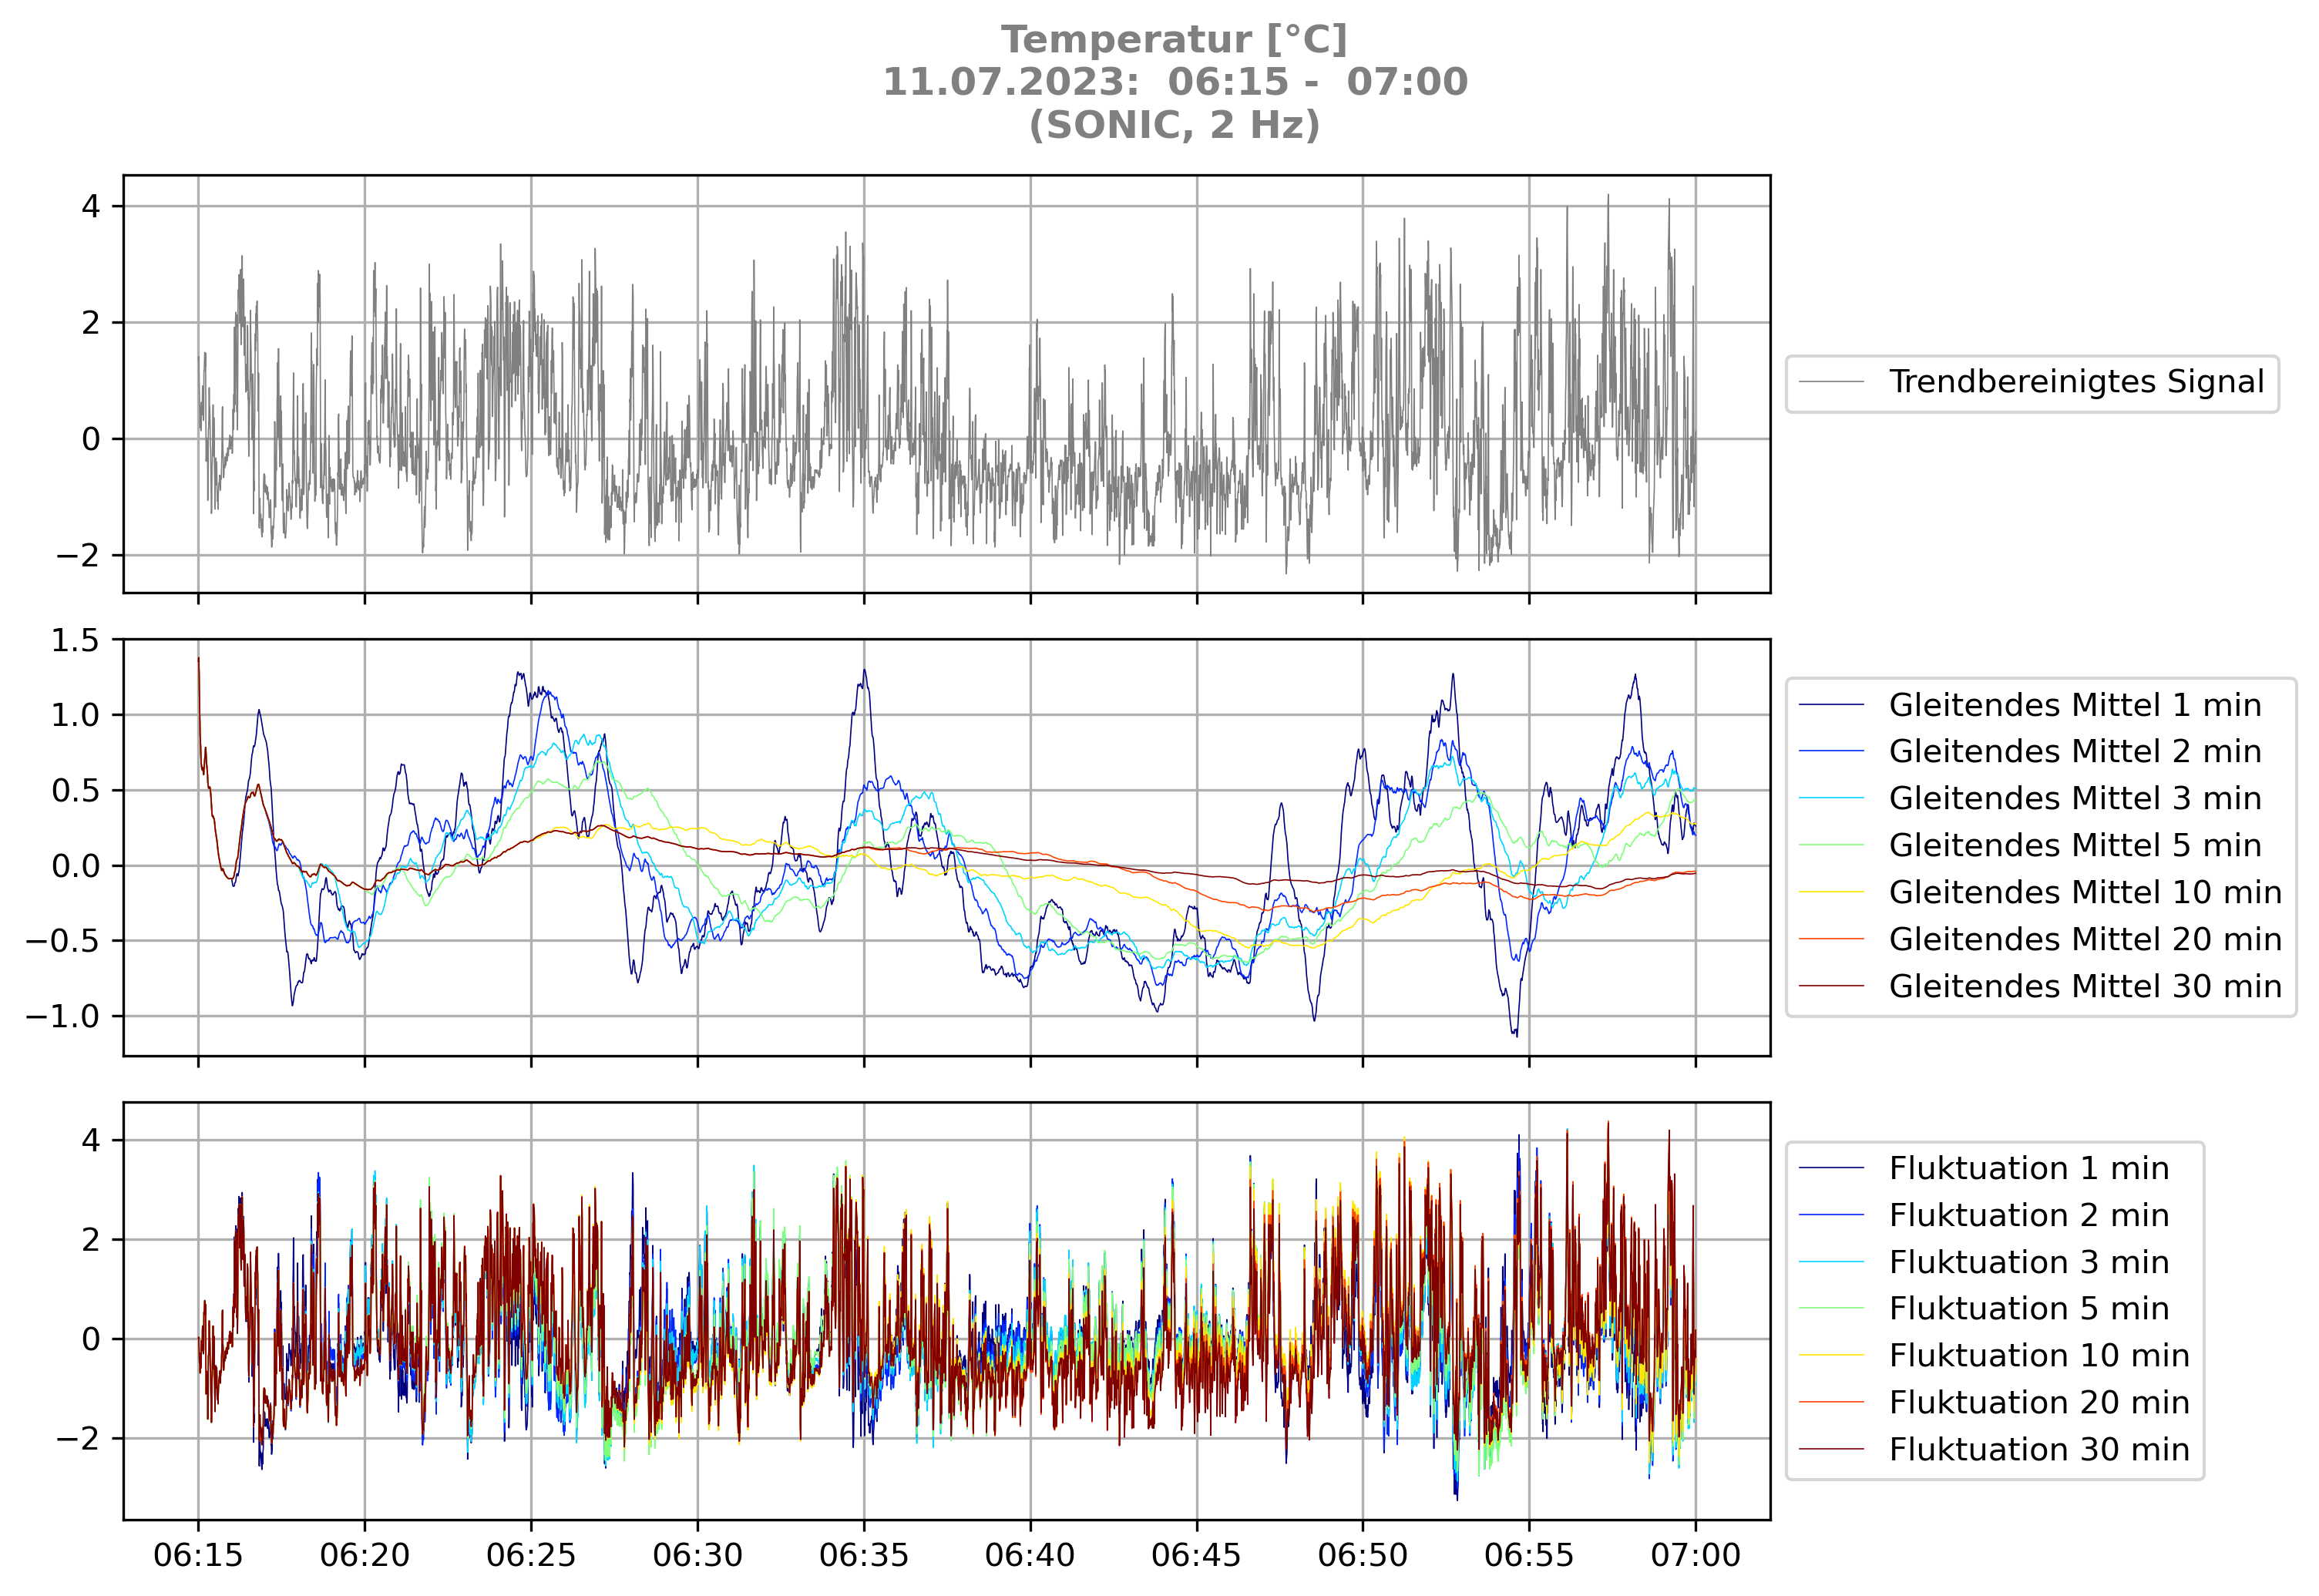 Temperatur [°C]
11.07.2023:  06:15 -  07:00
(SONIC, 2 Hz)
4
2
0
−2
Trendbereinigtes Signal
1.5
1.0
0.5
0.0
−0.5
−1.0
Gleitendes Mittel 1 min
Gleitendes Mittel 2 min
Gleitendes Mittel 3 min
Gleitendes Mittel 5 min
Gleitendes Mittel 10 min
Gleitendes Mittel 20 min
Gleitendes Mittel 30 min
4
2
0
−2
Fluktuation 1 min
Fluktuation 2 min
Fluktuation 3 min
Fluktuation 5 min
Fluktuation 10 min
Fluktuation 20 min
Fluktuation 30 min
06:15 06:20 06:25 06:30 06:35 06:40 06:45 06:50 06:55 07:00